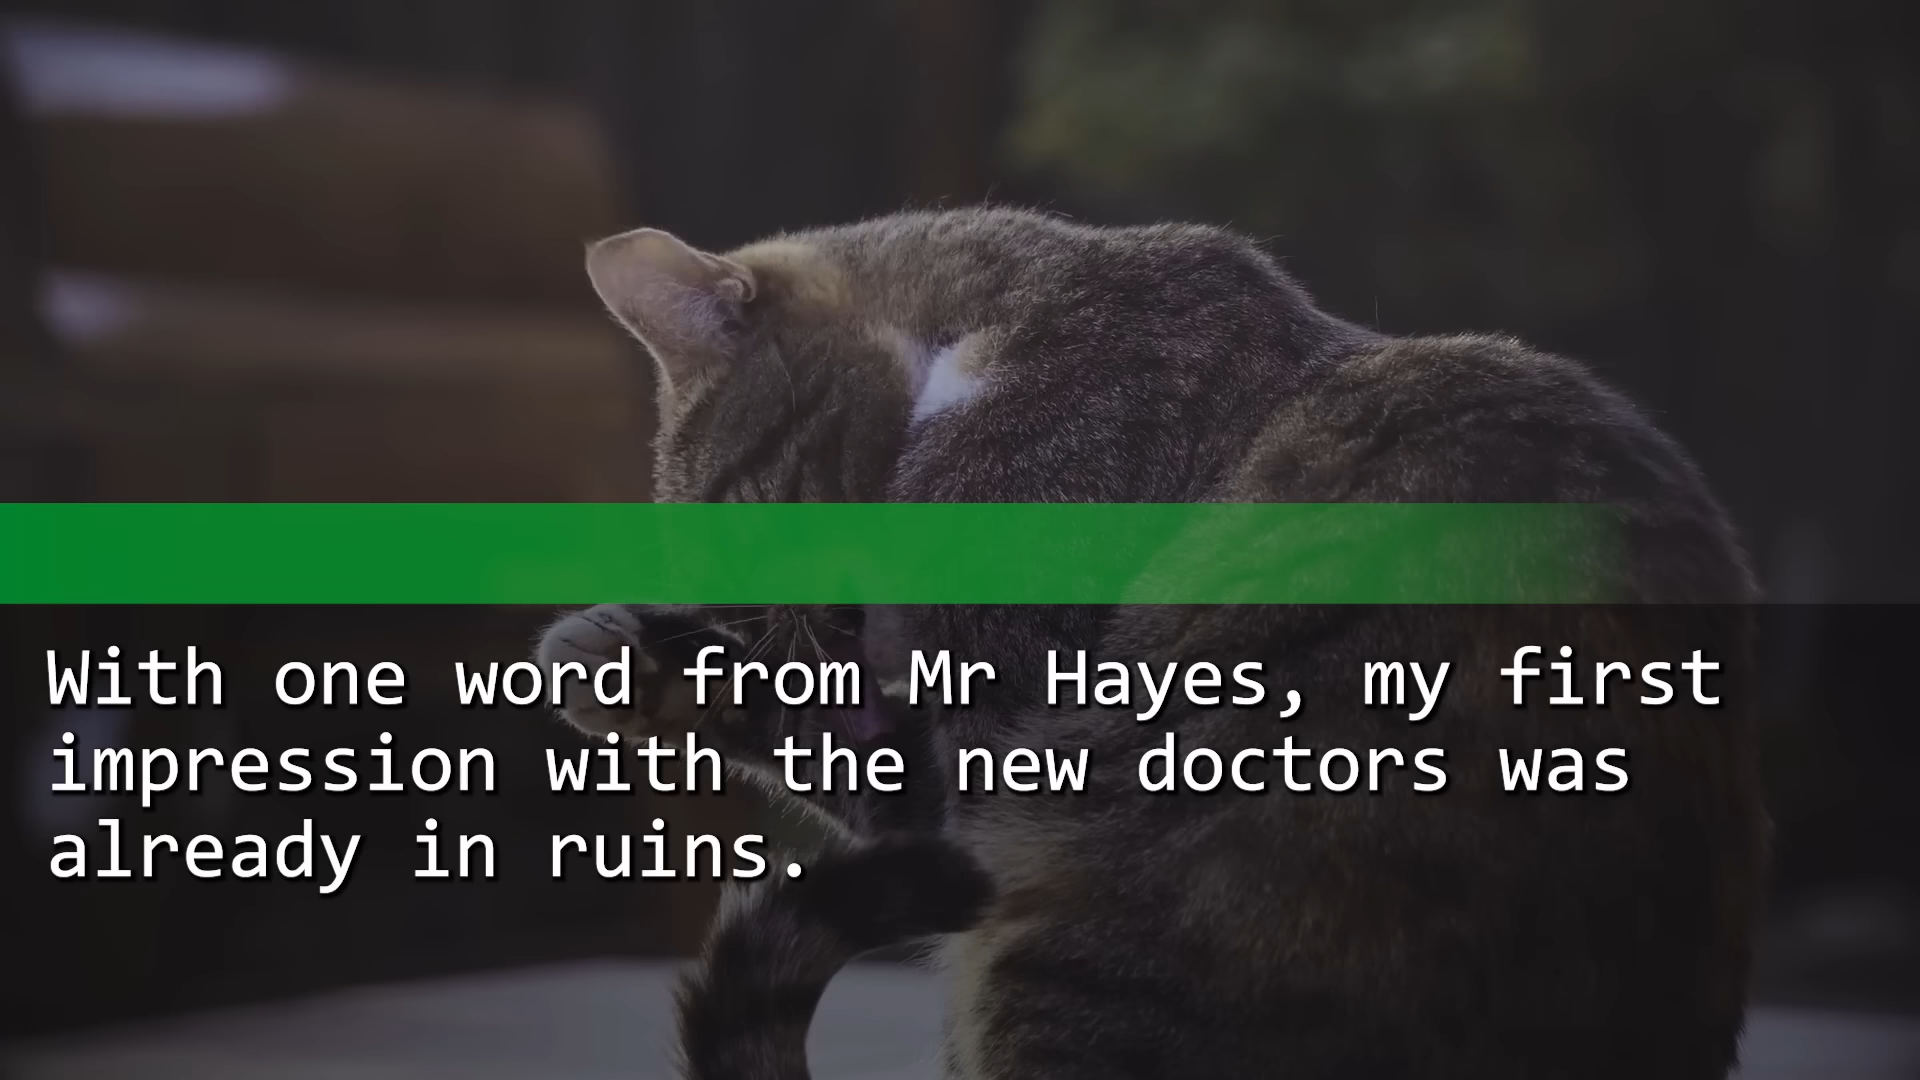 With one word from Mr Hayes, my first
impression with the new doctors was
already in ruins.